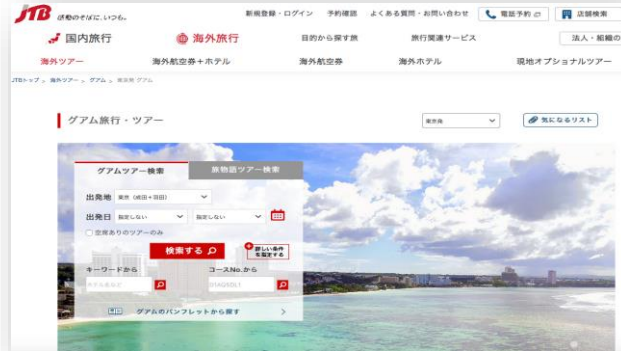 JTB 感動のそばに、いつも。
新規登録・ログイン 予約確認 よくある質問・お問い合わせ 電話予約 店舗検索
国内旅行 海外旅行 目的から探す旅 旅行関連サービス 法人・組織の
海外ツアー 海外航空券+ホテル 海外航空券 海外ホテル 現地オプショナルツアー
JTBトップ > 海外ツアー > グアム > 東京発 グアム
グアム旅行・ツアー
東京発
気になるリスト
グアムツアー検索 旅物語ツアー検索
出発地 東京(成田+羽田)
出発日 指定しない 指定しない
空席ありのツアーのみ
検索する
詳しい条件
を指定する
キーワードから コースNo.から
ホテル名など
グアムのパンフレットから探す >